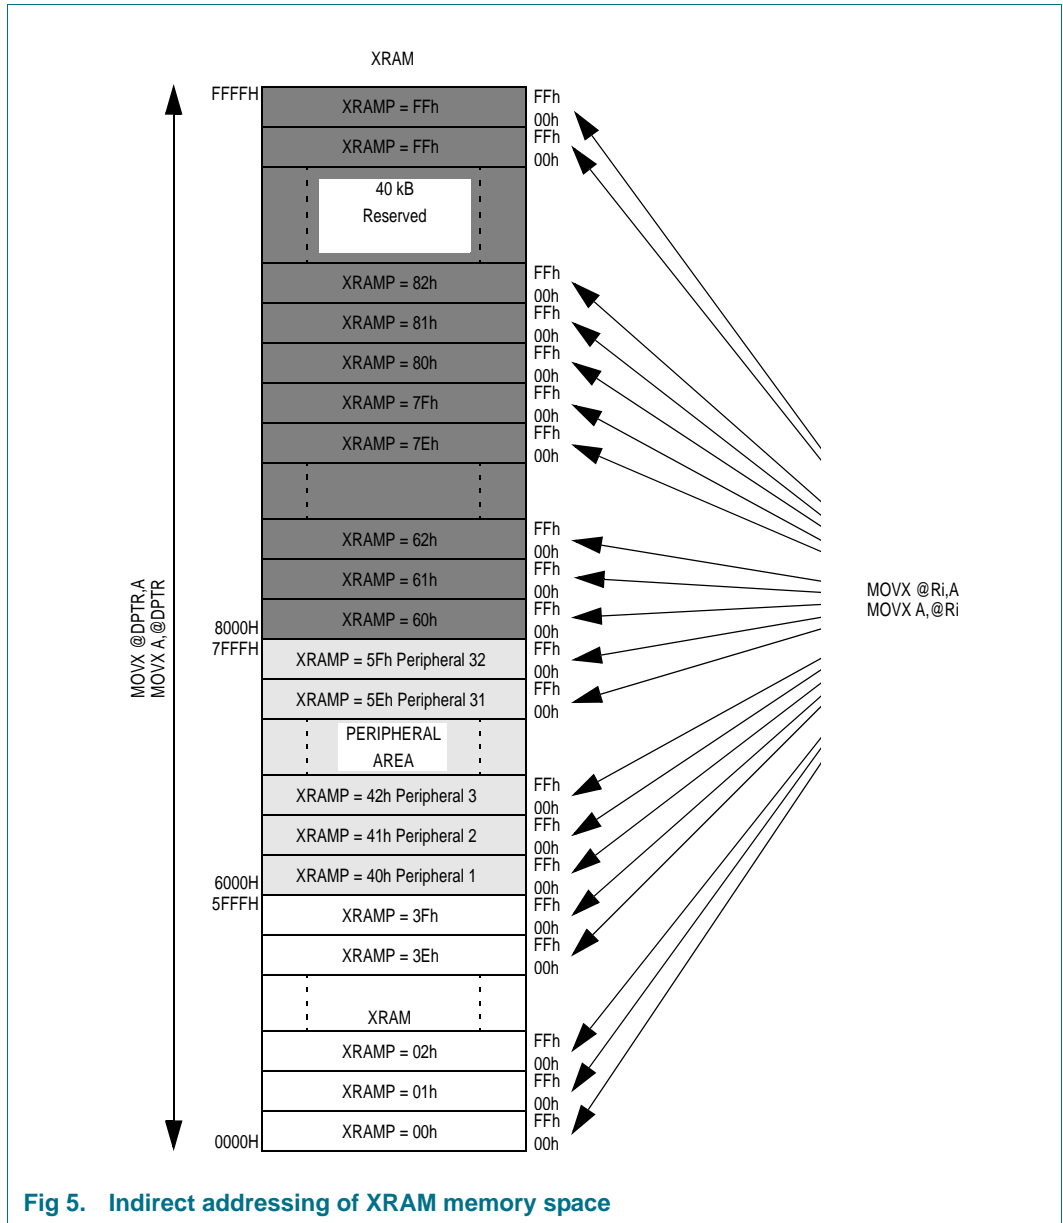 XRAM
FFFFH
XRAMP = FFh
FFh
00h
XRAMP = FFh
FFh
00h
40 kB
Reserved
XRAMP = 82h
FFh
00h
XRAMP = 81h
FFh
00h
XRAMP = 80h
FFh
00h
XRAMP = 7Fh
FFh
00h
XRAMP = 7Eh
FFh
00h
XRAMP = 62h
FFh
00h
XRAMP = 61h
FFh
00h
XRAMP = 60h
FFh
00h
8000H
7FFFH
XRAMP = 5Fh Peripheral 32
FFh
00h
XRAMP = 5Eh Peripheral 31
FFh
00h
PERIPHERAL
AREA
XRAMP = 42h Peripheral 3
FFh
00h
XRAMP = 41h Peripheral 2
FFh
00h
XRAMP = 40h Peripheral 1
FFh
00h
6000H
5FFFH
XRAMP = 3Fh
FFh
00h
XRAMP = 3Eh
FFh
00h
XRAM
XRAMP = 02h
FFh
00h
XRAMP = 01h
FFh
00h
XRAMP = 00h
FFh
00h
0000H
MOVX @DPTR,A
MOVX A,@DPTR
MOVX @Ri,A
MOVX A,@Ri
Fig 5. Indirect addressing of XRAM memory space